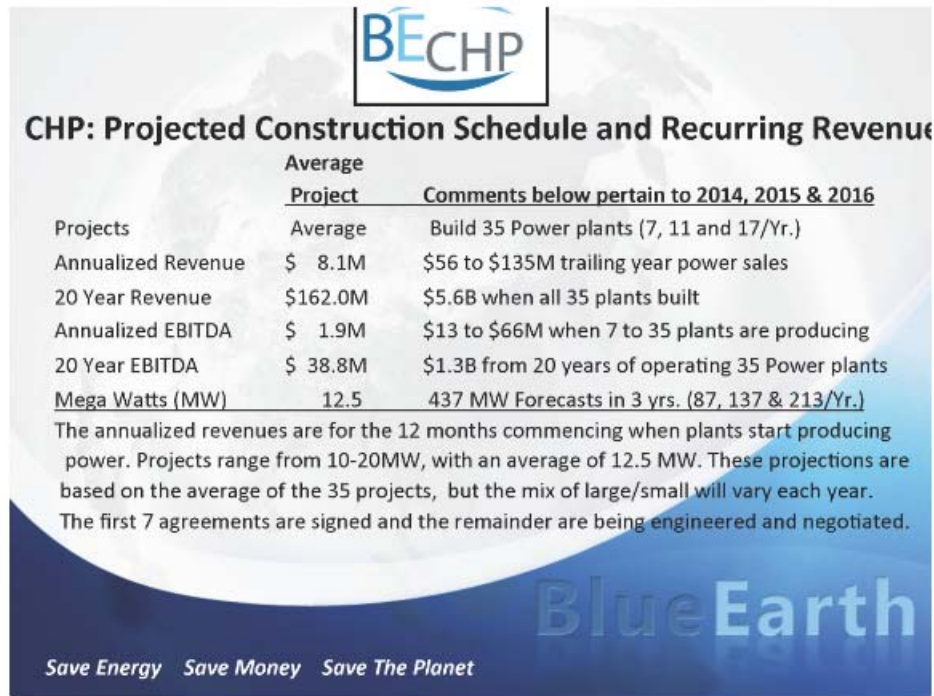 BECHP
CHP: Projected Construction Schedule and Recurring Revenue
Average
Project Comments below pertain to 2014, 2015 & 2016
Projects Average Build 35 Power plants (7, 11 and 17/Yr.)
Annualized Revenue $ 8.1M $56 to $135M trailing year power sales
20 Year Revenue $162.0M $5.6B when all 35 plants built
Annualized EBITDA $ 1.9M $13 to $66M when 7 to 35 plants are producing
20 Year EBITDA $ 38.8M $1.3B from 20 years of operating 35 Power plants
Mega Watts (MW) 12.5 437 MW Forecasts in 3 yrs. (87, 137 & 213/Yr.)
The annualized revenues are for the 12 months commencing when plants start producing
power. Projects range from 10-20MW, with an average of 12.5 MW. These projections are
based on the average of the 35 projects, but the mix of large/small will vary each year.
The first 7 agreements are signed and the remainder are being engineered and negotiated.
BlueEarth
Save Energy Save Money Save The Planet